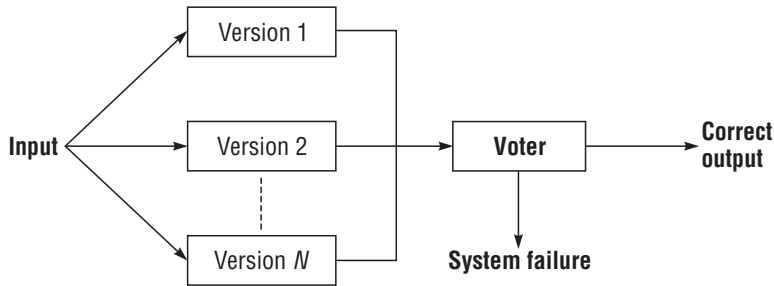 Version 1
Input
Version 2
Voter
Correct
output
Version N
System failure